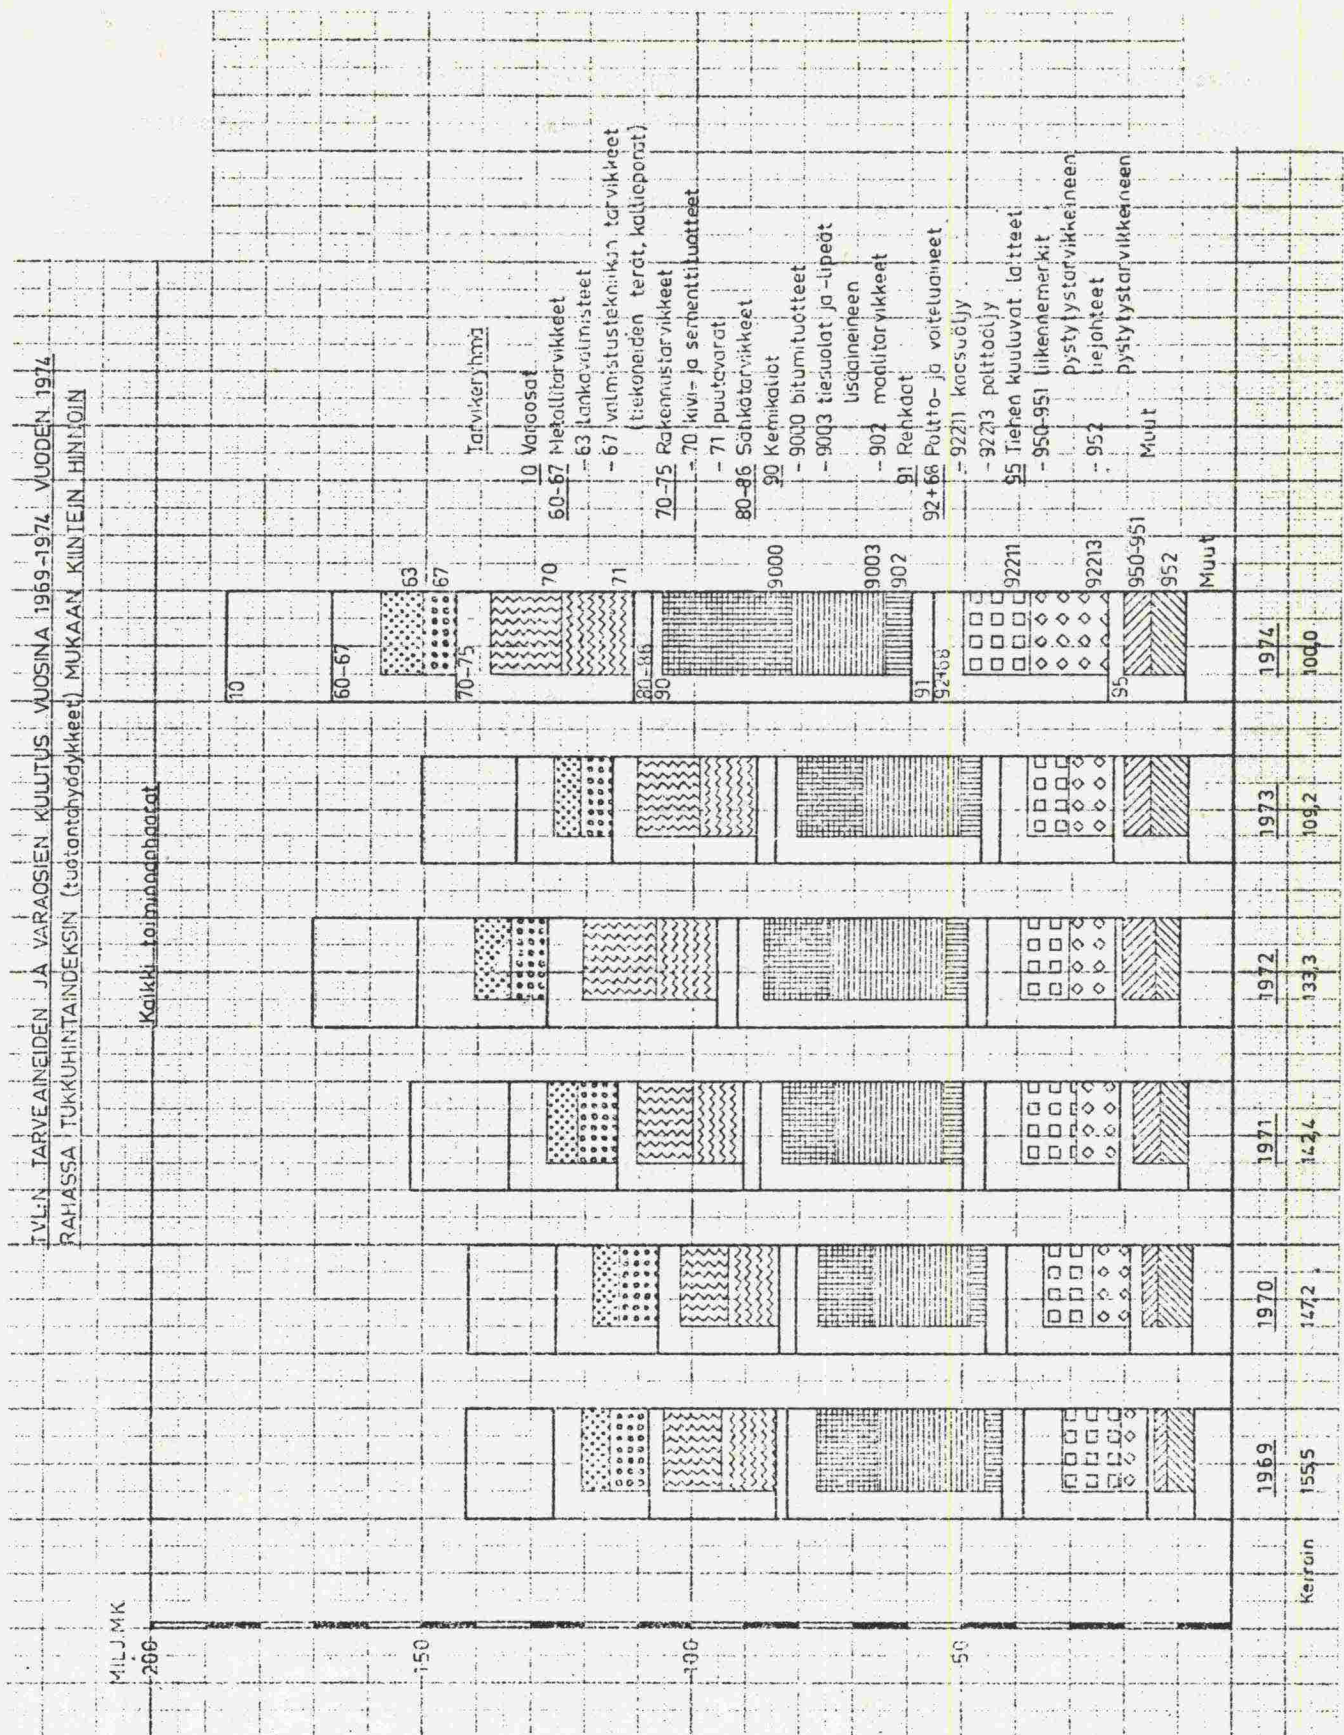 TVL:N TARVEAINEIDEN JA VARAOSIEN KULUTUS VUOSINA 1969-1974 VUODEN 1974
RAHASSA TUKKUHINTAINDEKSIN (tuotantohyödykkeet) MUKAAN KIINTEIN HINNOIN
Kaikki toiminnanhaarat
MILJ.MK
200
150
100
50
10
60-67
63
67
70-75
70
71
80-86
90
9000
9003
902
91
92+68
92211
92213
95
950-951
952
Muut
Tarvikeryhmä
10 Varaosat
60-67 Metallitarvikkeet
- 63 lankavalmisteet
- 67 valmistustekniikan tarvikkeet
(tiekoneiden terät, kallioporat)
70-75 Rakennustarvikkeet
- 70 kivi- ja sementtituotteet
- 71 puutavarat
80-86 Sähkötarvikkeet
90 Kemikaliot
- 9000 bitumituotteet
- 9003 tiesuolat ja -lipeät
lisäaineineen
- 902 maalitarvikkeet
91 Renkaat
92+68 Poltto- ja voiteluaineet
- 92211 kaasuöljy
- 92213 polttoöljy
95 Tiehen kuuluvat laitteet
- 950-951 liikennemerkit
pystytystarvikkeineen
- 952 tiejohteet
pystytystarvikkeineen
Muut
1969 1970 1971 1972 1973 1974
Kerroin 155,5 147,2 142,4 133,3 109,2 100,0